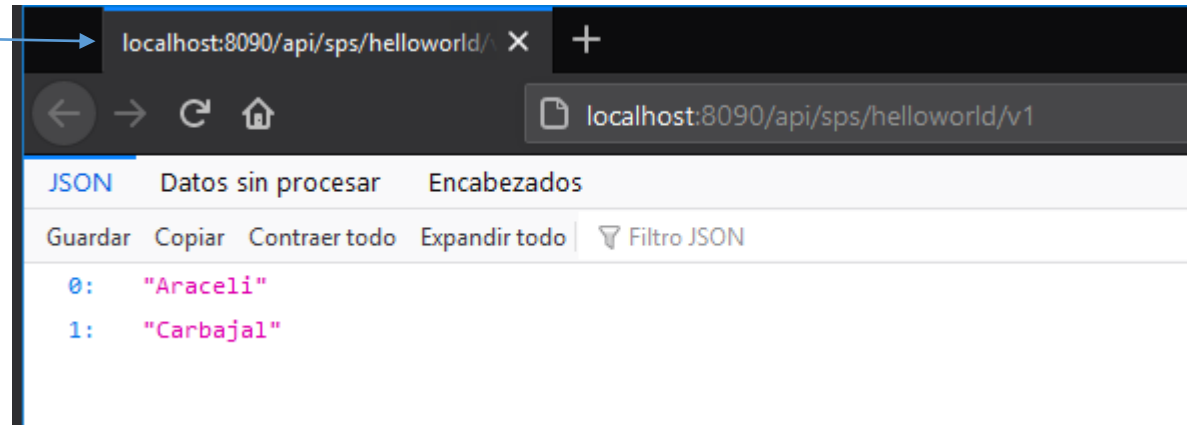 localhost:8090/api/sps/helloworld/
localhost:8090/api/sps/helloworld/v1
JSON Datos sin procesar Encabezados
Guardar Copiar Contraer todo Expandir todo Filtro JSON
0: "Araceli"
1: "Carbajal"